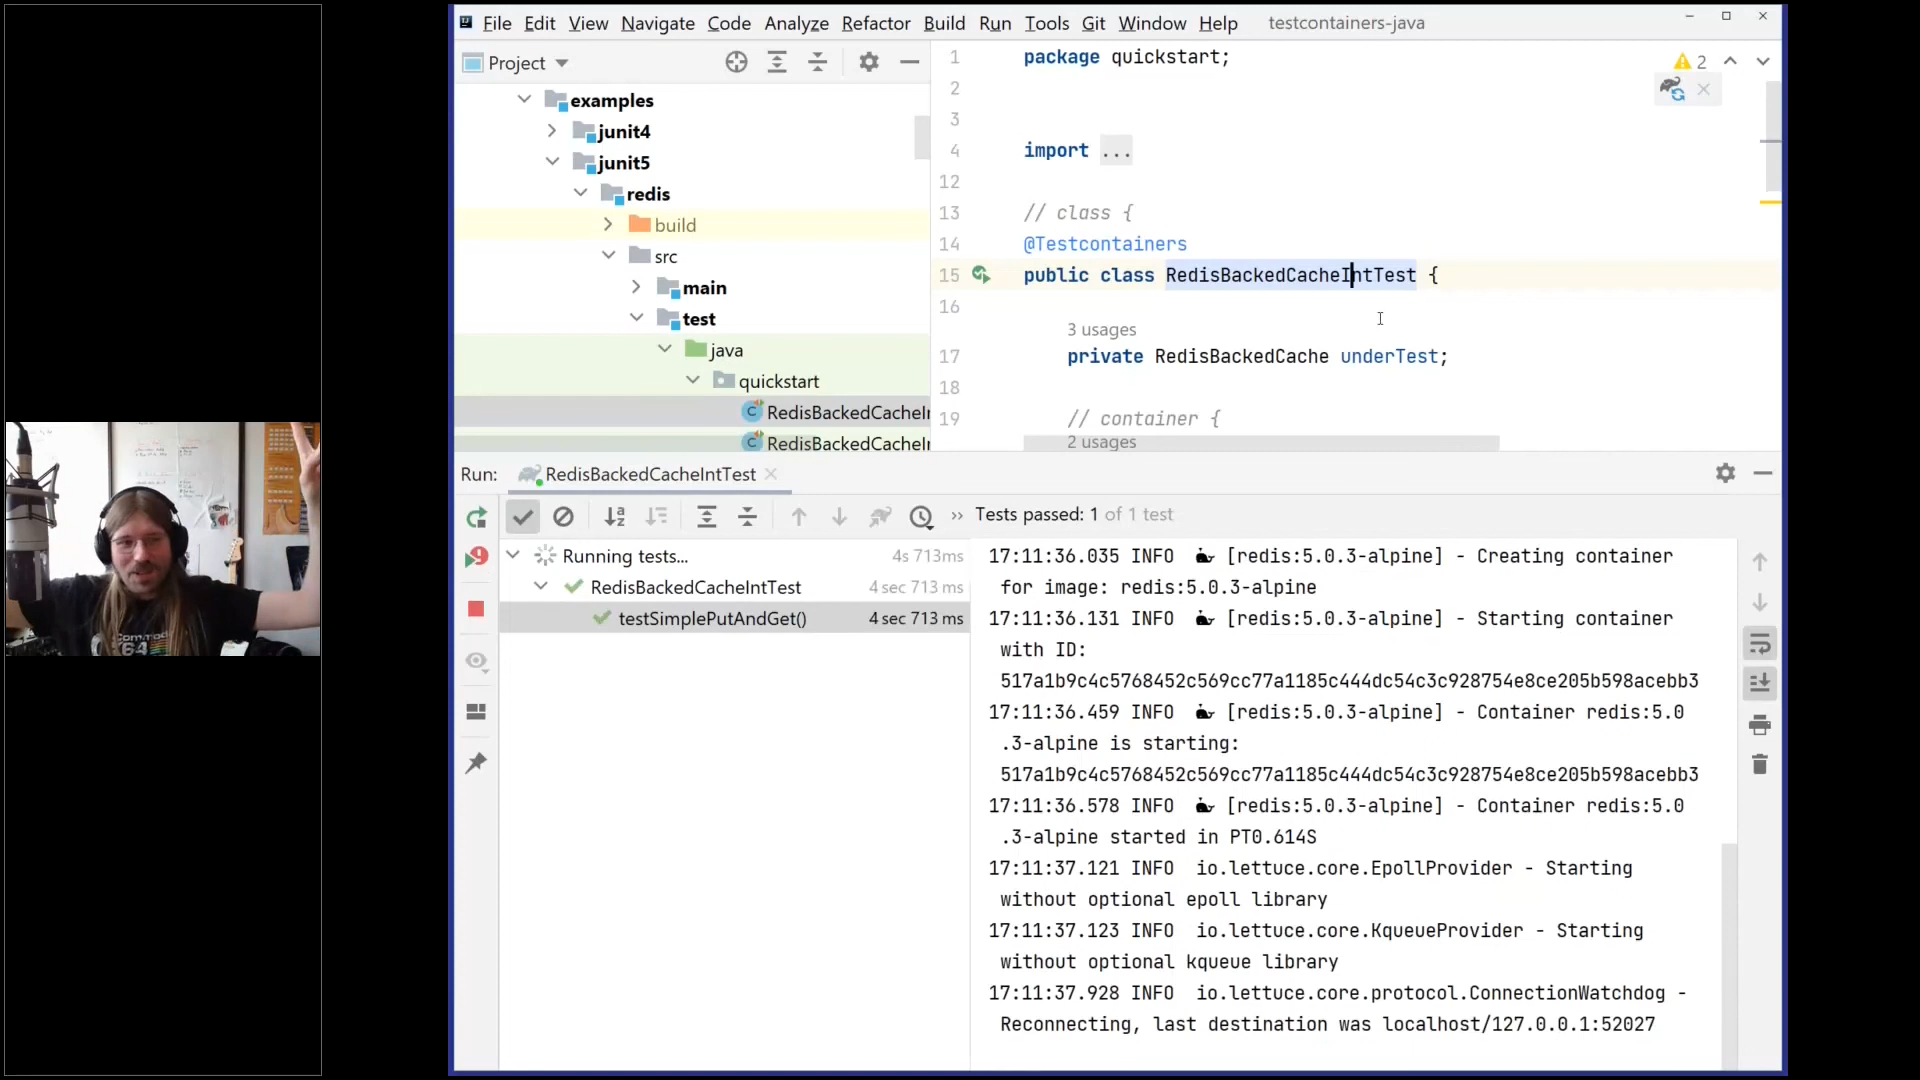 File Edit View Navigate Code Analyze Refactor Build Run Tools Git Window Help testcontainers-java
Project
examples
junit4
junit5
redis
build
src
main
test
java
quickstart
RedisBackedCacheI
RedisBackedCacheI
2
1 package quickstart;
2
3
4 import ...
12
13 // class {
14 @Testcontainers
15 public class RedisBackedCacheIntTest {
16
3 usages
17 private RedisBackedCache underTest;
18
19 // container {
2 usages
Run: RedisBackedCacheIntTest
Tests passed: 1 of 1 test
Running tests... 4s 713ms
RedisBackedCacheIntTest 4 sec 713 ms
testSimplePutAndGet() 4 sec 713 ms
17:11:36.035 INFO 🐳 [redis:5.0.3-alpine] - Creating container
for image: redis:5.0.3-alpine
17:11:36.131 INFO 🐳 [redis:5.0.3-alpine] - Starting container
with ID:
517a1b9c4c5768452c569cc77a1185c444dc54c3c928754e8ce205b598acebb3
17:11:36.459 INFO 🐳 [redis:5.0.3-alpine] - Container redis:5.0
.3-alpine is starting:
517a1b9c4c5768452c569cc77a1185c444dc54c3c928754e8ce205b598acebb3
17:11:36.578 INFO 🐳 [redis:5.0.3-alpine] - Container redis:5.0
.3-alpine started in PT0.614S
17:11:37.121 INFO io.lettuce.core.EpollProvider - Starting
without optional epoll library
17:11:37.123 INFO io.lettuce.core.KqueueProvider - Starting
without optional kqueue library
17:11:37.928 INFO io.lettuce.core.protocol.ConnectionWatchdog -
Reconnecting, last destination was localhost/127.0.0.1:52027